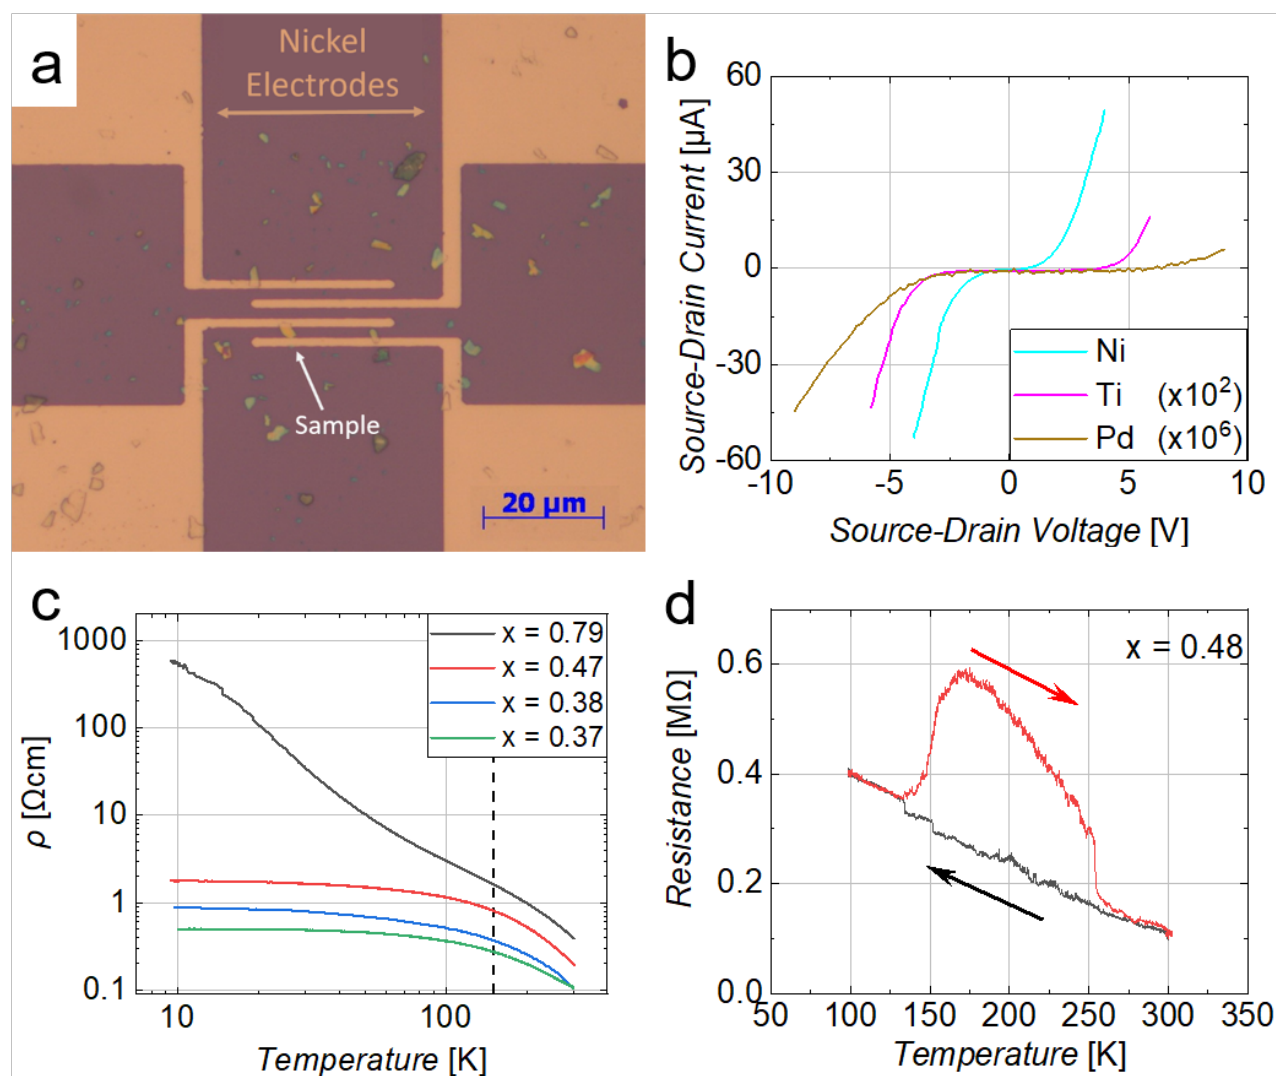 a
Nickel
Electrodes
Sample
20 µm
b
Source-Drain Current [µA]
60
30
0
-30
-60
-10
-5
0
5
10
Source-Drain Voltage [V]
Ni
Ti (x10²)
Pd (x10⁶)
c
ρ [Ωcm]
1000
100
10
1
0.1
10
100
Temperature [K]
x = 0.79
x = 0.47
x = 0.38
x = 0.37
d
Resistance [MΩ]
0.6
0.4
0.2
0.0
50
100
150
200
250
300
350
Temperature [K]
x = 0.48